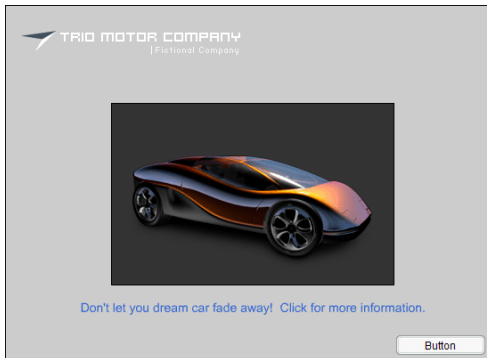 TRIO MOTOR COMPANY
|Fictional Company
Don't let you dream car fade away!  Click for more information.
Button